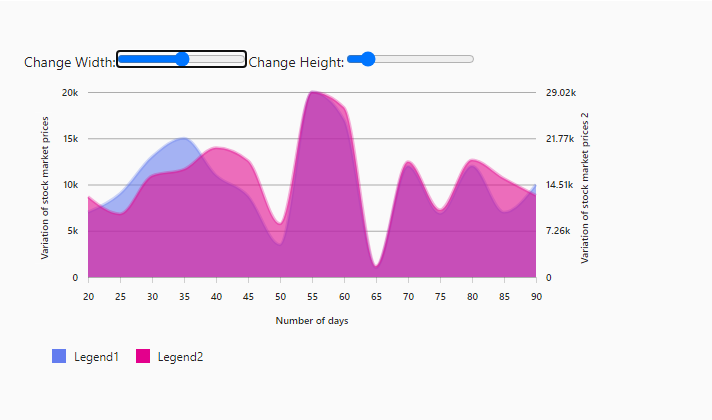 Change Width: Change Height:
Variation of stock market prices
20k
15k
10k
5k
0
29.02k
21.77k
14.51k
7.26k
0
Variation of stock market prices 2
20 25 30 35 40 45 50 55 60 65 70 75 80 85 90
Number of days
Legend1 Legend2